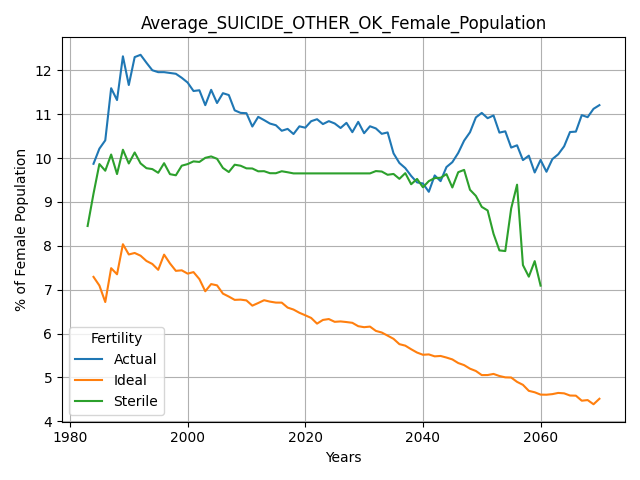 Average_SUICIDE_OTHER_OK_Female_Population
% of Female Population
12
11
10
9
8
7
6
5
4
Fertility
Actual
Ideal
Sterile
1980
2000
2020
2040
2060
Years